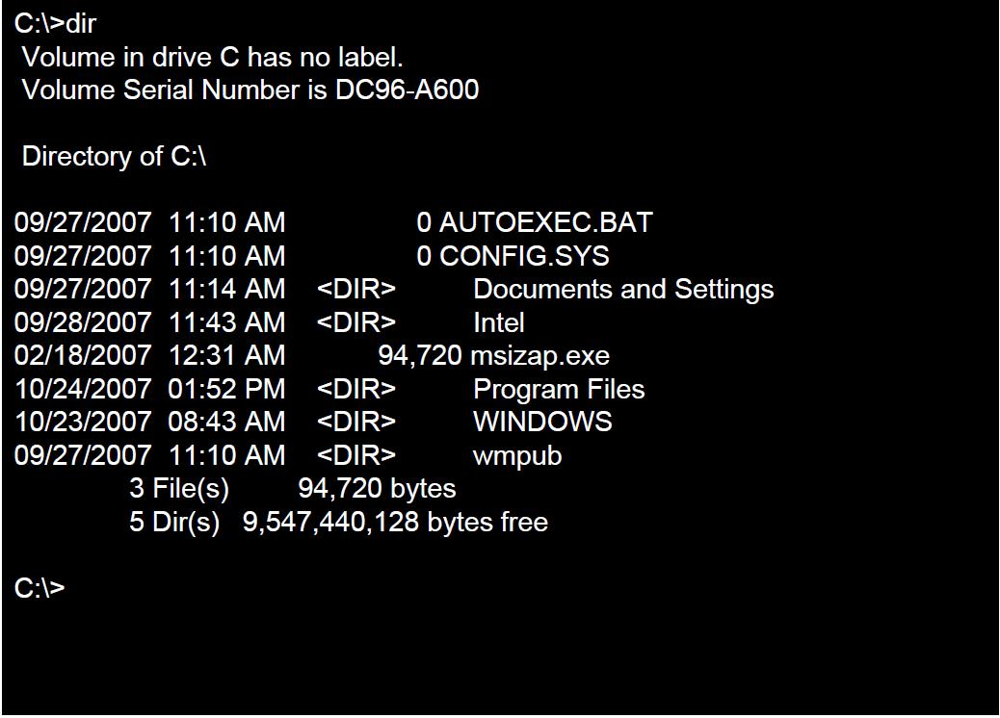 C:\>dir
Volume in drive C has no label.
Volume Serial Number is DC96-A600
Directory of C:\
09/27/2007 11:10 AM 0 AUTOEXEC.BAT
09/27/2007 11:10 AM 0 CONFIG.SYS
09/27/2007 11:14 AM <DIR> Documents and Settings
09/28/2007 11:43 AM <DIR> Intel
02/18/2007 12:31 AM 94,720 msizap.exe
10/24/2007 01:52 PM <DIR> Program Files
10/23/2007 08:43 AM <DIR> WINDOWS
09/27/2007 11:10 AM <DIR> wmpub
3 File(s) 94,720 bytes
5 Dir(s) 9,547,440,128 bytes free
C:\>